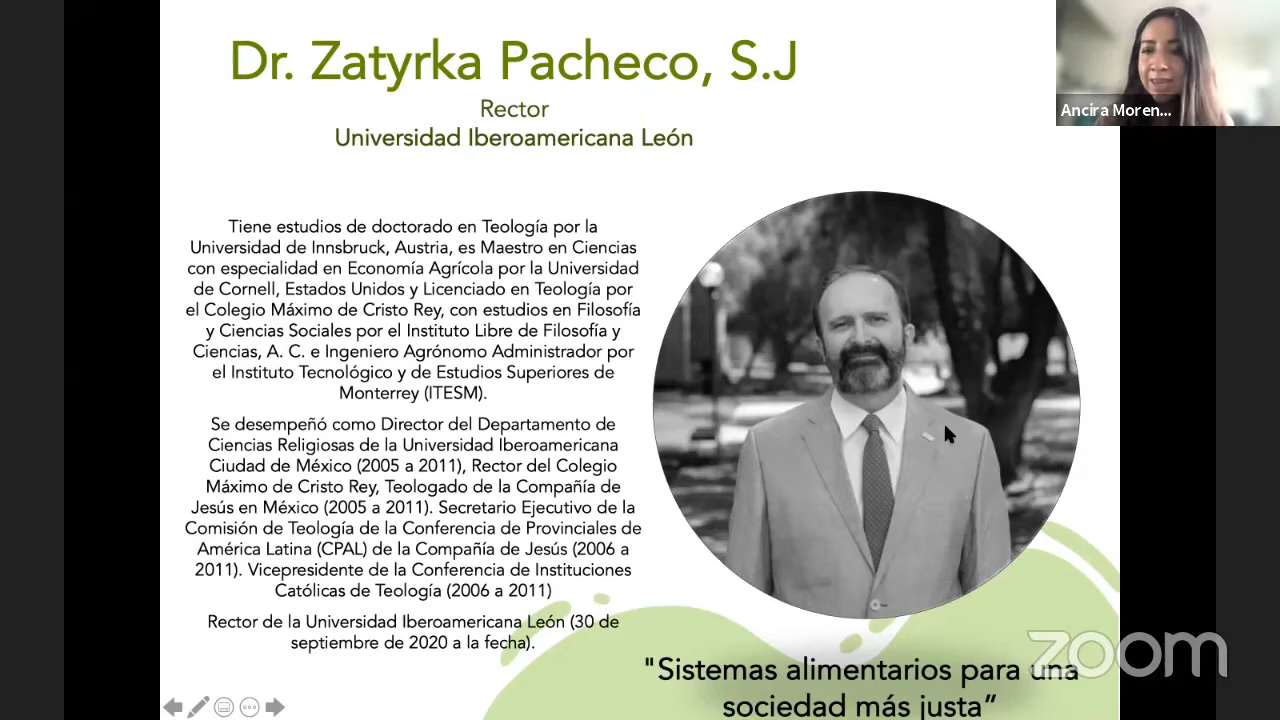 Dr. Zatyrka Pacheco, S.J
Rector
Universidad Iberoamericana León
Ancira Moren...
Tiene estudios de doctorado en Teología por la
Universidad de Innsbruck, Austria, es Maestro en Ciencias
con especialidad en Economía Agrícola por la Universidad
de Cornell, Estados Unidos y Licenciado en Teología por
el Colegio Máximo de Cristo Rey, con estudios en Filosofía
y Ciencias Sociales por el Instituto Libre de Filosofía y
Ciencias, A. C. e Ingeniero Agrónomo Administrador por
el Instituto Tecnológico y de Estudios Superiores de
Monterrey (ITESM).
Se desempeñó como Director del Departamento de
Ciencias Religiosas de la Universidad Iberoamericana
Ciudad de México (2005 a 2011), Rector del Colegio
Máximo de Cristo Rey, Teologado de la Compañía de
Jesús en México (2005 a 2011). Secretario Ejecutivo de la
Comisión de Teología de la Conferencia de Provinciales de
América Latina (CPAL) de la Compañía de Jesús (2006 a
2011). Vicepresidente de la Conferencia de Instituciones
Católicas de Teología (2006 a 2011)
Rector de la Universidad Iberoamericana León (30 de
septiembre de 2020 a la fecha).
"Sistemas alimentarios para una
sociedad más justa”
zoom